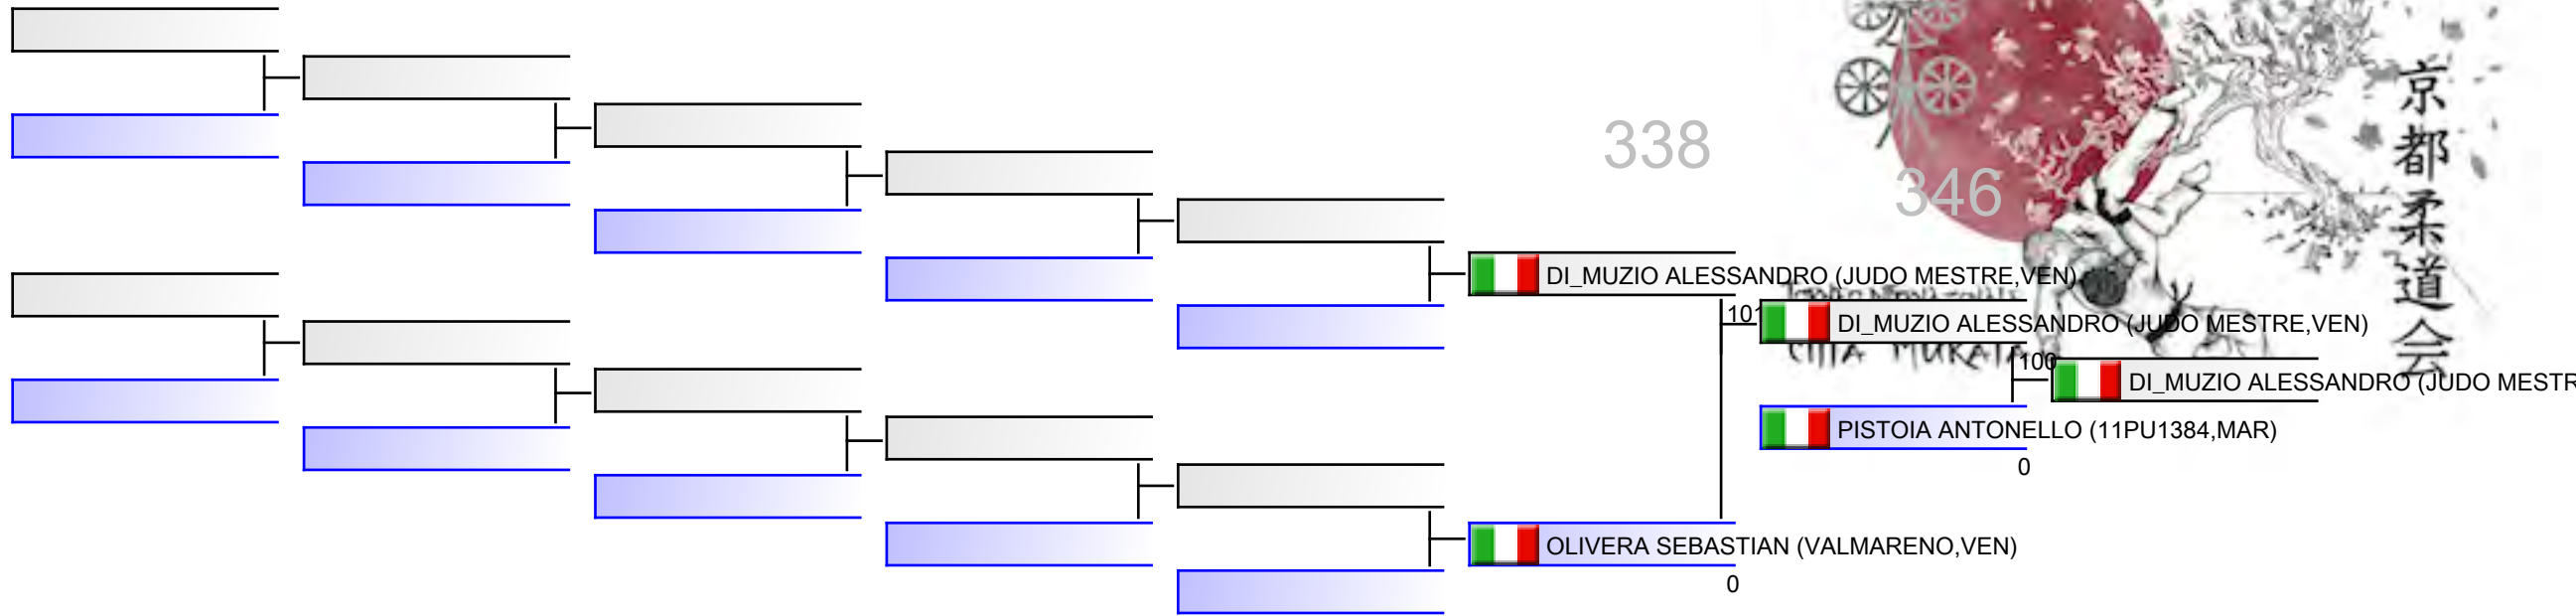 338
346
京都柔道会
DI_MUZIO ALESSANDRO (JUDO MESTRE,VEN)
101
DI_MUZIO ALESSANDRO (JUDO MESTRE,VEN)
100
DI_MUZIO ALESSANDRO (JUDO MESTR
PISTOIA ANTONELLO (11PU1384,MAR)
0
OLIVERA SEBASTIAN (VALMARENO,VEN)
0